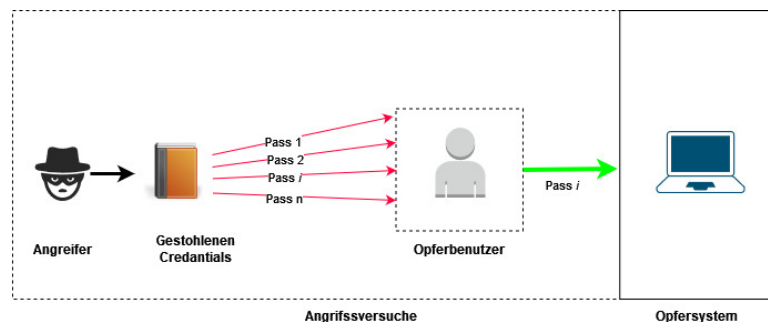 Pass 1
Pass 2
Pass i
Pass n
Pass i
Angreifer
Gestohlenen
Credantials
Opferbenutzer
Angrifssversuche
Opfersystem